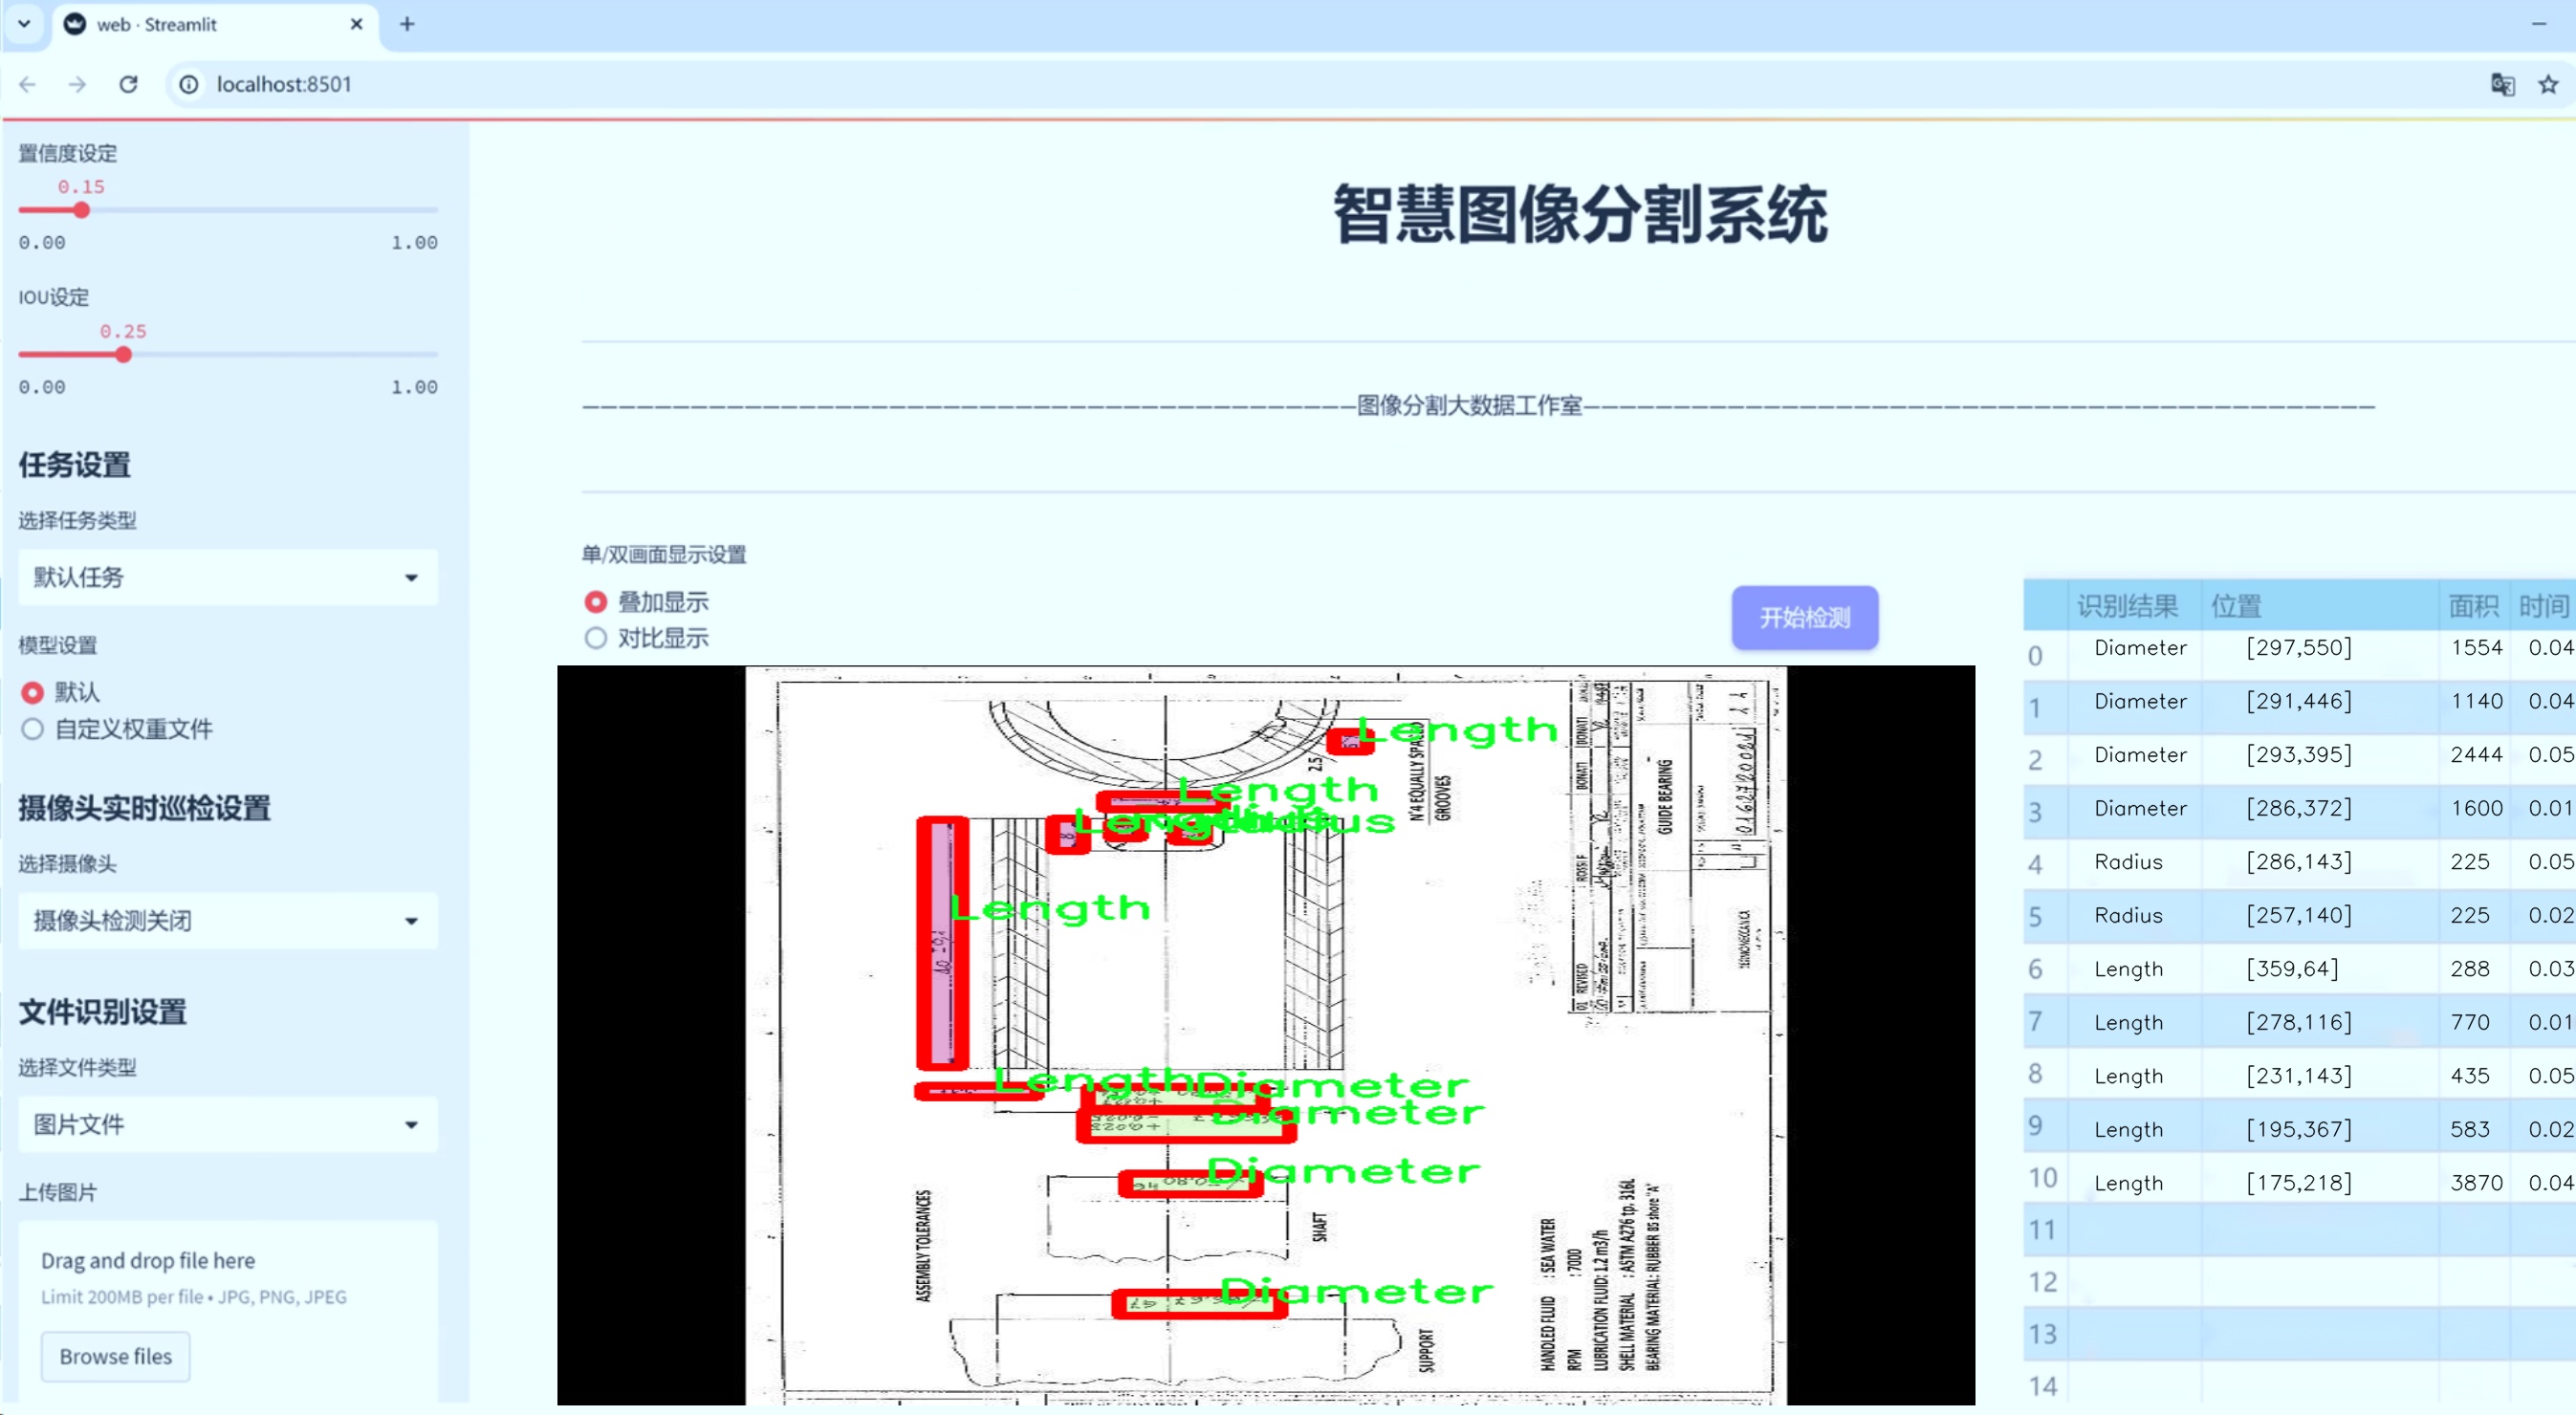 web · Streamlit
localhost:8501
置信度设定
0.15
0.00 1.00
IOU设定
0.25
0.00 1.00
任务设置
选择任务类型
默认任务
模型设置
默认
自定义权重文件
摄像头实时巡检设置
选择摄像头
摄像头检测关闭
文件识别设置
选择文件类型
图片文件
上传图片
Drag and drop file here
Limit 200MB per file • JPG, PNG, JPEG
Browse files
智慧图像分割系统
图像分割大数据工作室
单/双画面显示设置
叠加显示
对比显示
开始检测
Length
Length
Length
Length
Length
Diameter
Diameter
Diameter
Diameter
2.5
N°4 EQUALLY SPACED
GROOVES
GUIDE BEARING
DONATI DONATI
ROSSI F
01 REVISED
TERMOMECCANICA
ASSEMBLY TOLERANCES
SHAFT
SUPPORT
HANDLED FLUID : SEA WATER
RPM : 7000
LUBRICATION FLUID: 1.2 m3/h
SHELL MATERIAL : ASTM A276 tp. 316L
BEARING MATERIAL: RUBBER 85 shore "A"
识别结果 位置 面积 时间
0 Diameter [297,550] 1554 0.04
1 Diameter [291,446] 1140 0.04
2 Diameter [293,395] 2444 0.05
3 Diameter [286,372] 1600 0.01
4 Radius [286,143] 225 0.05
5 Radius [257,140] 225 0.02
6 Length [359,64] 288 0.03
7 Length [278,116] 770 0.01
8 Length [231,143] 435 0.05
9 Length [195,367] 583 0.02
10 Length [175,218] 3870 0.04
11
12
13
14